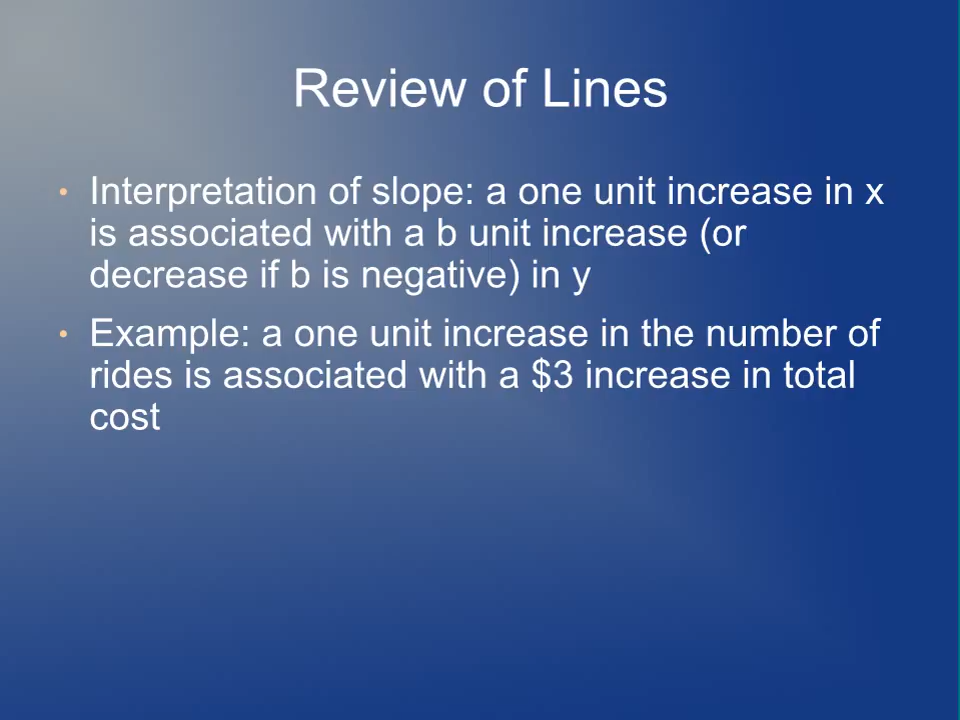 Review of Lines
• Interpretation of slope: a one unit increase in x
is associated with a b unit increase (or
decrease if b is negative) in y
• Example: a one unit increase in the number of
rides is associated with a $3 increase in total
cost